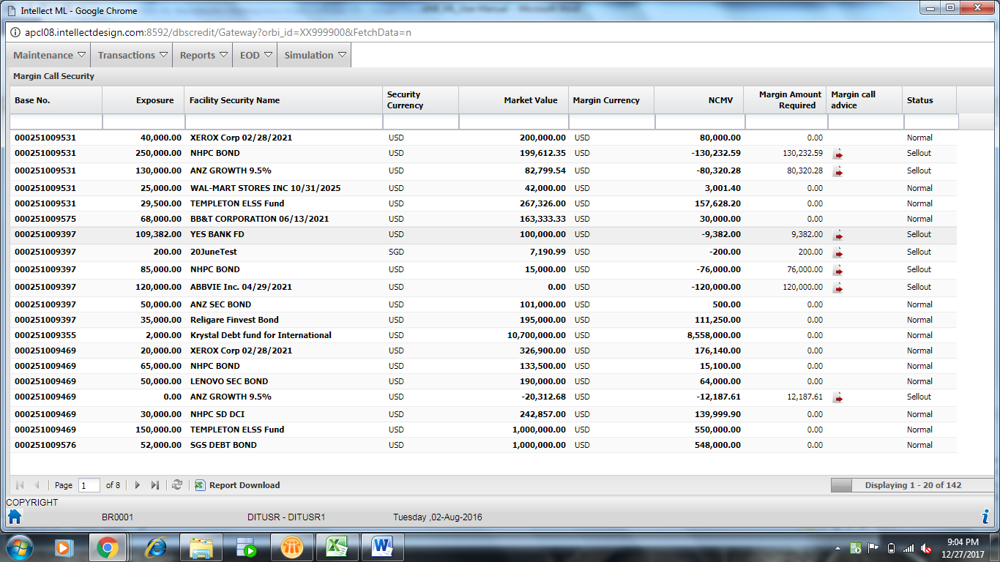 Intellect ML - Google Chrome
apcl08.intellectdesign.com:8592/dbscredit/Gateway?orbi_id=XX999900&FetchData=n
Maintenance Transactions Reports EOD Simulation
Margin Call Security
Base No. Exposure Facility Security Name Security Currency Market Value Margin Currency NCMV Margin Amount Required Margin call advice Status
000251009531 40,000.00 XEROX Corp 02/28/2021 USD 200,000.00 USD 80,000.00 0.00 Normal
000251009531 250,000.00 NHPC BOND USD 199,612.35 USD -130,232.59 130,232.59 Sellout
000251009531 130,000.00 ANZ GROWTH 9.5% USD 82,799.54 USD -80,320.28 80,320.28 Sellout
000251009531 25,000.00 WAL-MART STORES INC 10/31/2025 USD 42,000.00 USD 3,001.40 0.00 Normal
000251009531 29,500.00 TEMPLETON ELSS Fund USD 267,326.00 USD 157,628.20 0.00 Normal
000251009575 68,000.00 BB&T CORPORATION 06/13/2021 USD 163,333.33 USD 30,000.00 0.00 Normal
000251009397 109,382.00 YES BANK FD USD 100,000.00 USD -9,382.00 9,382.00 Sellout
000251009397 200.00 20JuneTest SGD 7,190.99 USD -200.00 200.00 Sellout
000251009397 85,000.00 NHPC BOND USD 15,000.00 USD -76,000.00 76,000.00 Sellout
000251009397 120,000.00 ABBVIE Inc. 04/29/2021 USD 0.00 USD -120,000.00 120,000.00 Sellout
000251009397 50,000.00 ANZ SEC BOND USD 101,000.00 USD 500.00 0.00 Normal
000251009397 35,000.00 Religare Finvest Bond USD 195,000.00 USD 111,250.00 0.00 Normal
000251009355 2,000.00 Krystal Debt fund for International USD 10,700,000.00 USD 8,558,000.00 0.00 Normal
000251009469 20,000.00 XEROX Corp 02/28/2021 USD 326,900.00 USD 176,140.00 0.00 Normal
000251009469 65,000.00 NHPC BOND USD 133,500.00 USD 15,100.00 0.00 Normal
000251009469 50,000.00 LENOVO SEC BOND USD 190,000.00 USD 64,000.00 0.00 Normal
000251009469 0.00 ANZ GROWTH 9.5% USD -20,312.68 USD -12,187.61 12,187.61 Sellout
000251009469 30,000.00 NHPC SD DCI USD 242,857.00 USD 139,999.90 0.00 Normal
000251009469 150,000.00 TEMPLETON ELSS Fund USD 1,000,000.00 USD 550,000.00 0.00 Normal
000251009576 52,000.00 SGS DEBT BOND USD 1,000,000.00 USD 548,000.00 0.00 Normal
Page 1 of 8 Report Download Displaying 1 - 20 of 142
COPYRIGHT
BR0001 DITUSR - DITUSR1 Tuesday ,02-Aug-2016
9:04 PM
12/27/2017